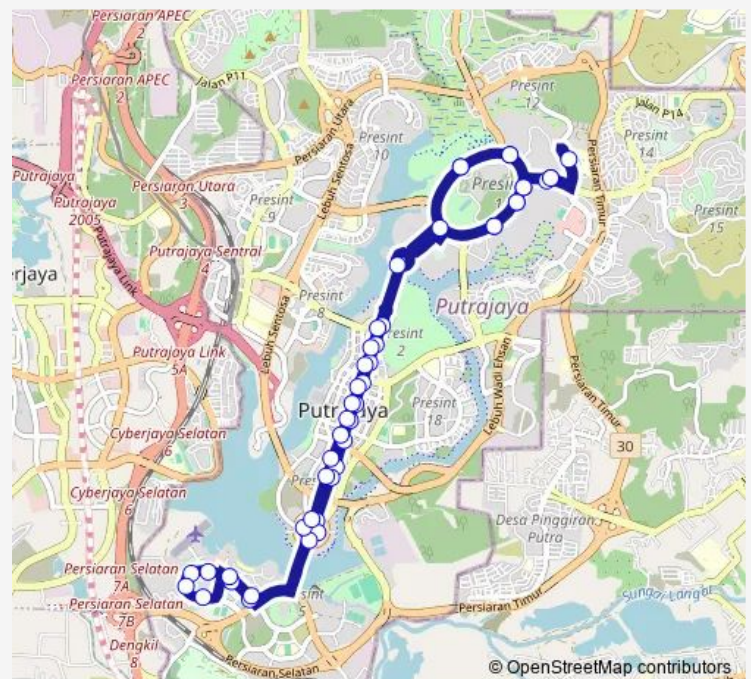 Persiaran APEC
2
Persiaran APEC
2
Jalan P11
Presint
12
Jalan P14
Presint
10
Persiaran Utara
Presint
14
Persiaran Timur
Putrajaya
Putrajaya
2005
Persiaran Utara
3
Presint
9
Lebuh Sentosa
Presint
15
Putrajaya Link
Putrajaya Sentral
4
erjaya
Presint
8
Putrajaya
Lebuh Sentosa
esint
2
Putrajaya Link
5A
Lebuh Wadi Ehsan
Persiaran Timur
Presint
18
Cyberjaya Selatan
6
30
Cyberjaya Selatan
6
Desa Pinggiran
Putra
Persiaran Selatan
7A
Persiaran Selatan
7B
Persiaran Timur
Sungai Langat
Dengkil
8
Persiaran Selatan
© OpenStreetMap contributors